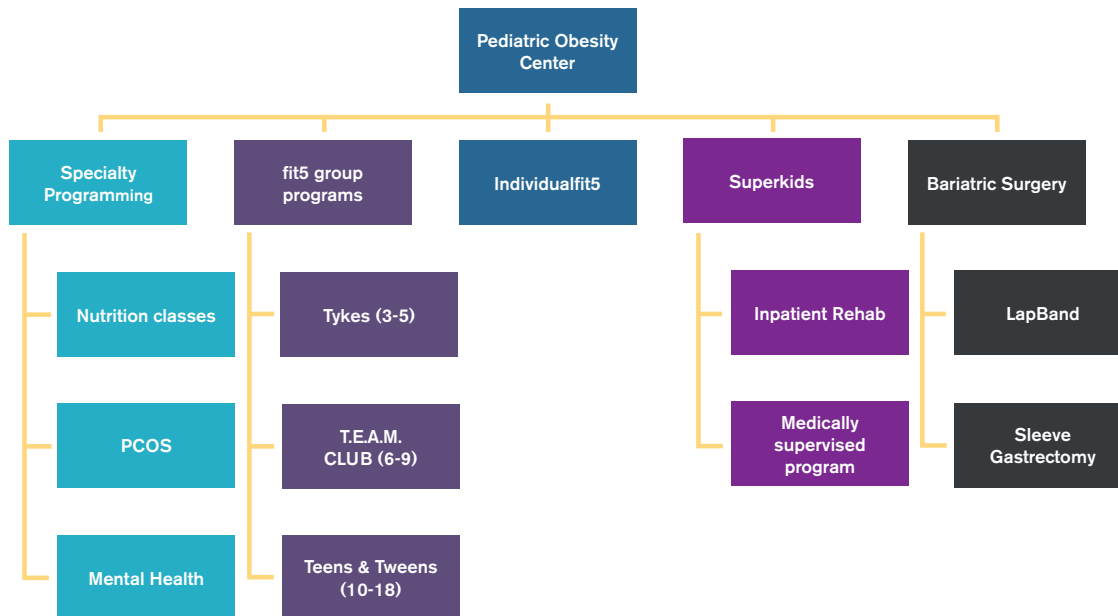 Pediatric Obesity
Center
Specialty
Programming
fit5 group
programs
Individualfit5
Superkids
Bariatric Surgery
Nutrition classes
Tykes (3-5)
Inpatient Rehab
LapBand
PCOS
T.E.A.M.
CLUB (6-9)
Medically
supervised
program
Sleeve
Gastrectomy
Mental Health
Teens & Tweens
(10-18)